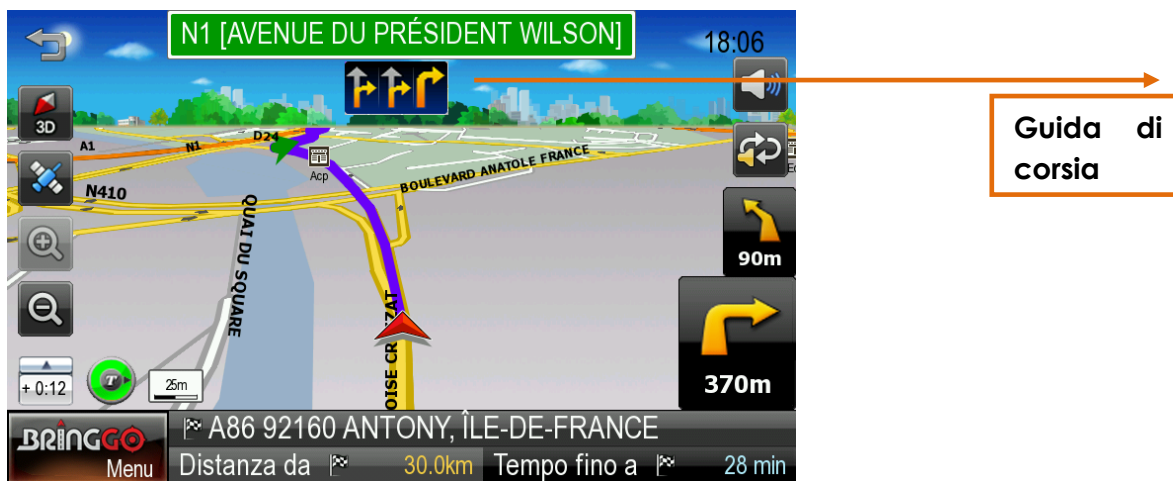 N1 [AVENUE DU PRÉSIDENT WILSON]
18:06
3D
A1
N1
D24
Acp
BOULEVARD ANATOLE FRANCE
N410
QUAI DU SQUARE
90m
Guida di
corsia
370m
+ 0:12
T
25m
BRINGGO
Menu
A86 92160 ANTONY, ÎLE-DE-FRANCE
Distanza da 30.0km Tempo fino a 28 min